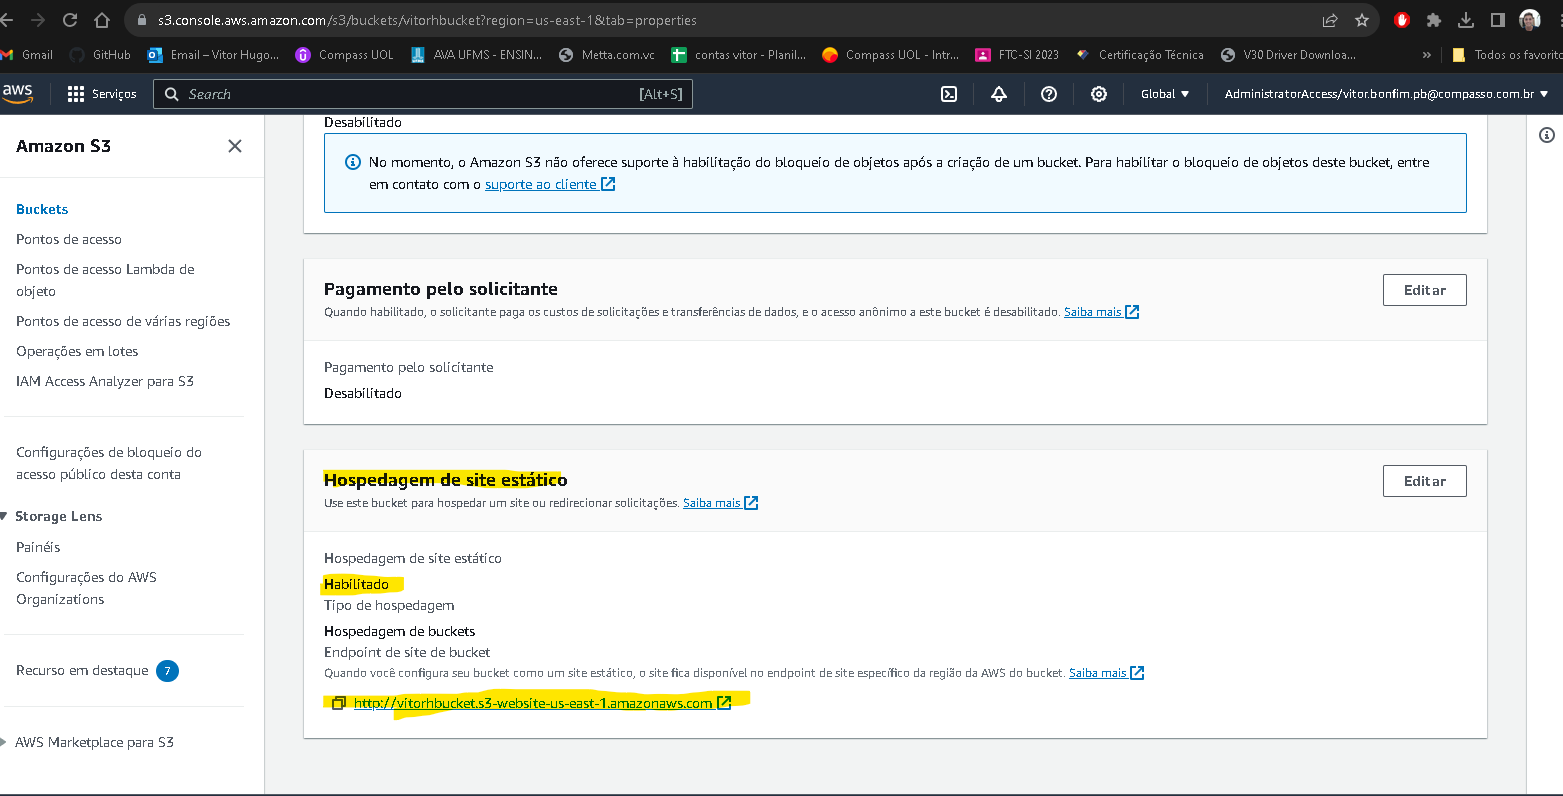 s3.console.aws.amazon.com/s3/buckets/vitorhbucket?region=us-east-1&tab=properties
Gmail GitHub Email – Vitor Hugo... Compass UOL AVA UFMS - ENSIN... Metta.com.vc contas vitor - Planil... Compass UOL - Intr... FTC-SI 2023 Certificação Técnica V30 Driver Downloa... » Todos os favorito
aws Serviços Search [Alt+S] Global AdministratorAccess/vitor.bonfim.pb@compasso.com.br
Amazon S3
Buckets
Pontos de acesso
Pontos de acesso Lambda de
objeto
Pontos de acesso de várias regiões
Operações em lotes
IAM Access Analyzer para S3
Configurações de bloqueio do
acesso público desta conta
Storage Lens
Painéis
Configurações do AWS
Organizations
Recurso em destaque 7
AWS Marketplace para S3
Desabilitado
No momento, o Amazon S3 não oferece suporte à habilitação do bloqueio de objetos após a criação de um bucket. Para habilitar o bloqueio de objetos deste bucket, entre
em contato com o suporte ao cliente
Pagamento pelo solicitante
Editar
Quando habilitado, o solicitante paga os custos de solicitações e transferências de dados, e o acesso anônimo a este bucket é desabilitado. Saiba mais
Pagamento pelo solicitante
Desabilitado
Hospedagem de site estático
Editar
Use este bucket para hospedar um site ou redirecionar solicitações. Saiba mais
Hospedagem de site estático
Habilitado
Tipo de hospedagem
Hospedagem de buckets
Endpoint de site de bucket
Quando você configura seu bucket como um site estático, o site fica disponível no endpoint de site específico da região da AWS do bucket. Saiba mais
http://vitorhbucket.s3-website-us-east-1.amazonaws.com